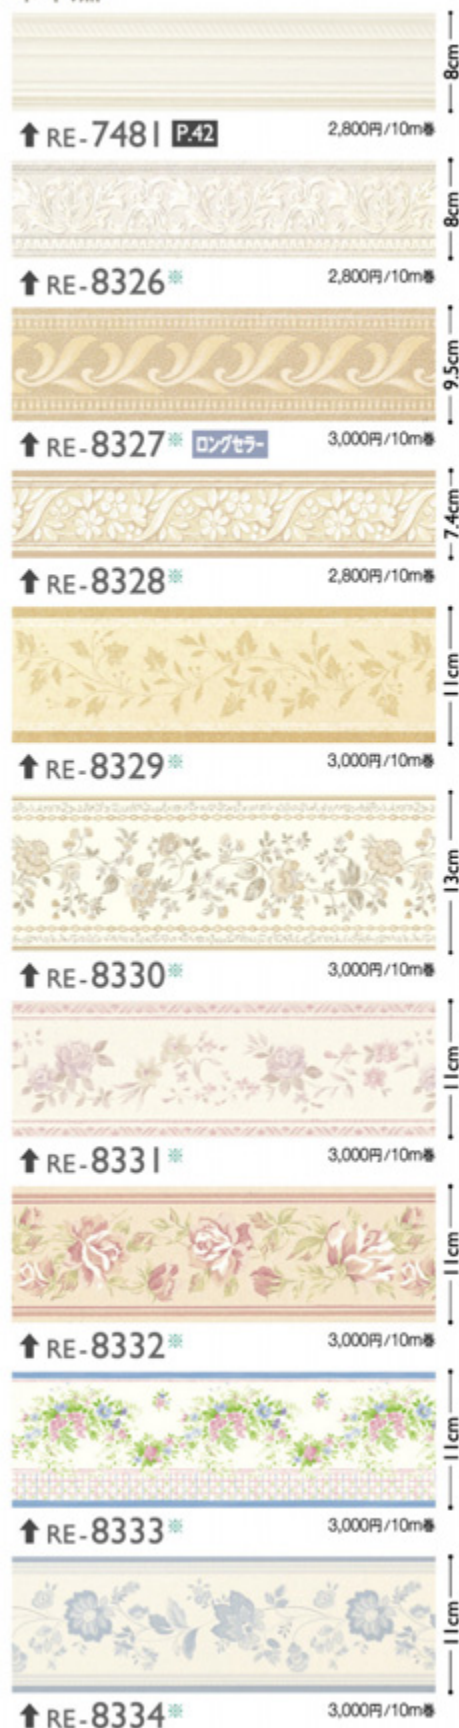 8cm
↑ RE-7481 P.42 2,800円/10m巻
8cm
↑ RE-8326※ 2,800円/10m巻
9.5cm
↑ RE-8327※ ロングセラー 3,000円/10m巻
7.4cm
↑ RE-8328※ 2,800円/10m巻
11cm
↑ RE-8329※ 3,000円/10m巻
13cm
↑ RE-8330※ 3,000円/10m巻
11cm
↑ RE-8331※ 3,000円/10m巻
11cm
↑ RE-8332※ 3,000円/10m巻
11cm
↑ RE-8333※ 3,000円/10m巻
11cm
↑ RE-8334※ 3,000円/10m巻